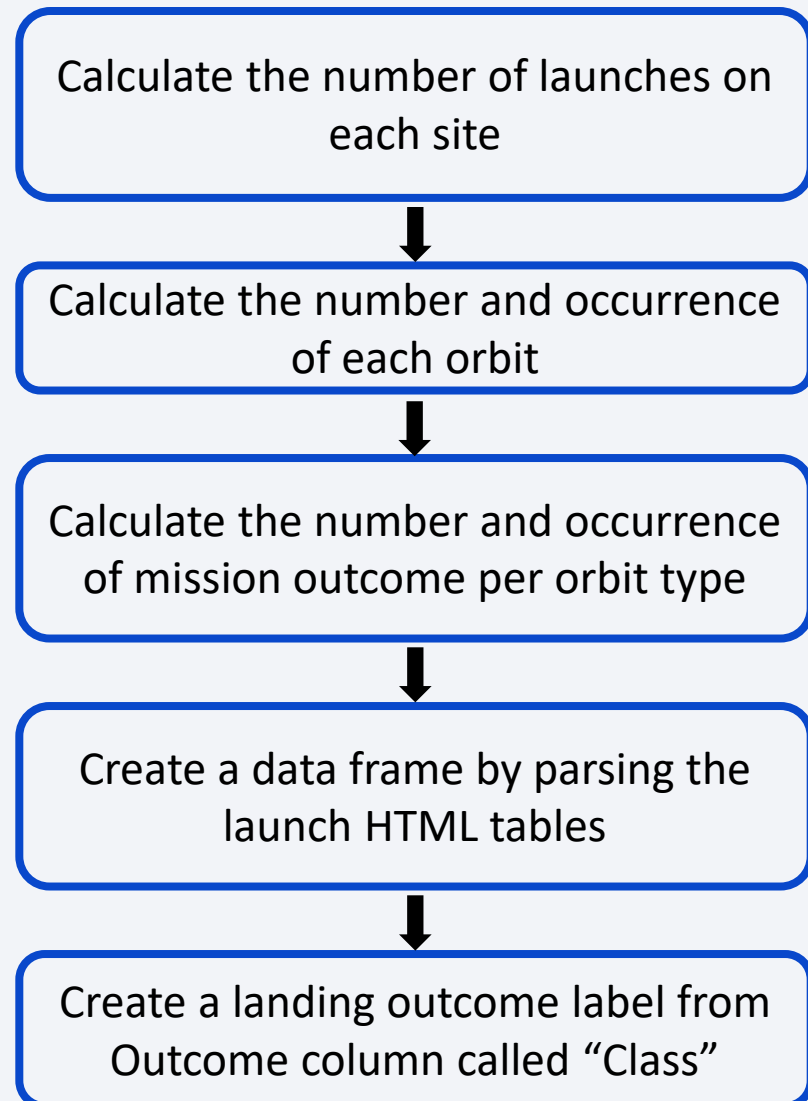 Calculate the number of launches on
each site
Calculate the number and occurrence
of each orbit
Calculate the number and occurrence
of mission outcome per orbit type
Create a data frame by parsing the
launch HTML tables
Create a landing outcome label from
Outcome column called “Class”